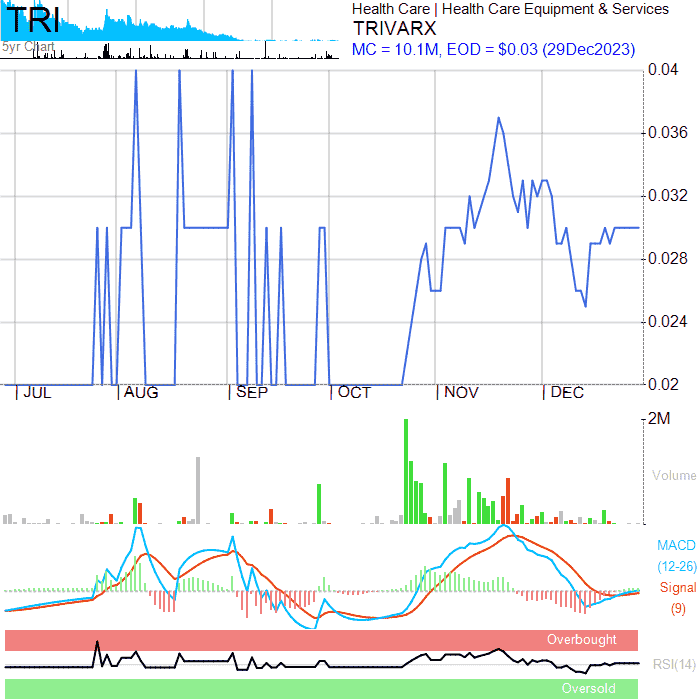 TRI
5yr Chart
Health Care | Health Care Equipment & Services
TRIVARX
MC = 10.1M, EOD = $0.03 (29Dec2023)
0.04
0.036
0.032
0.028
0.024
0.02
JUL
AUG
SEP
OCT
NOV
DEC
2M
Volume
MACD
(12-26)
Signal
(9)
Overbought
RSI(14)
Oversold